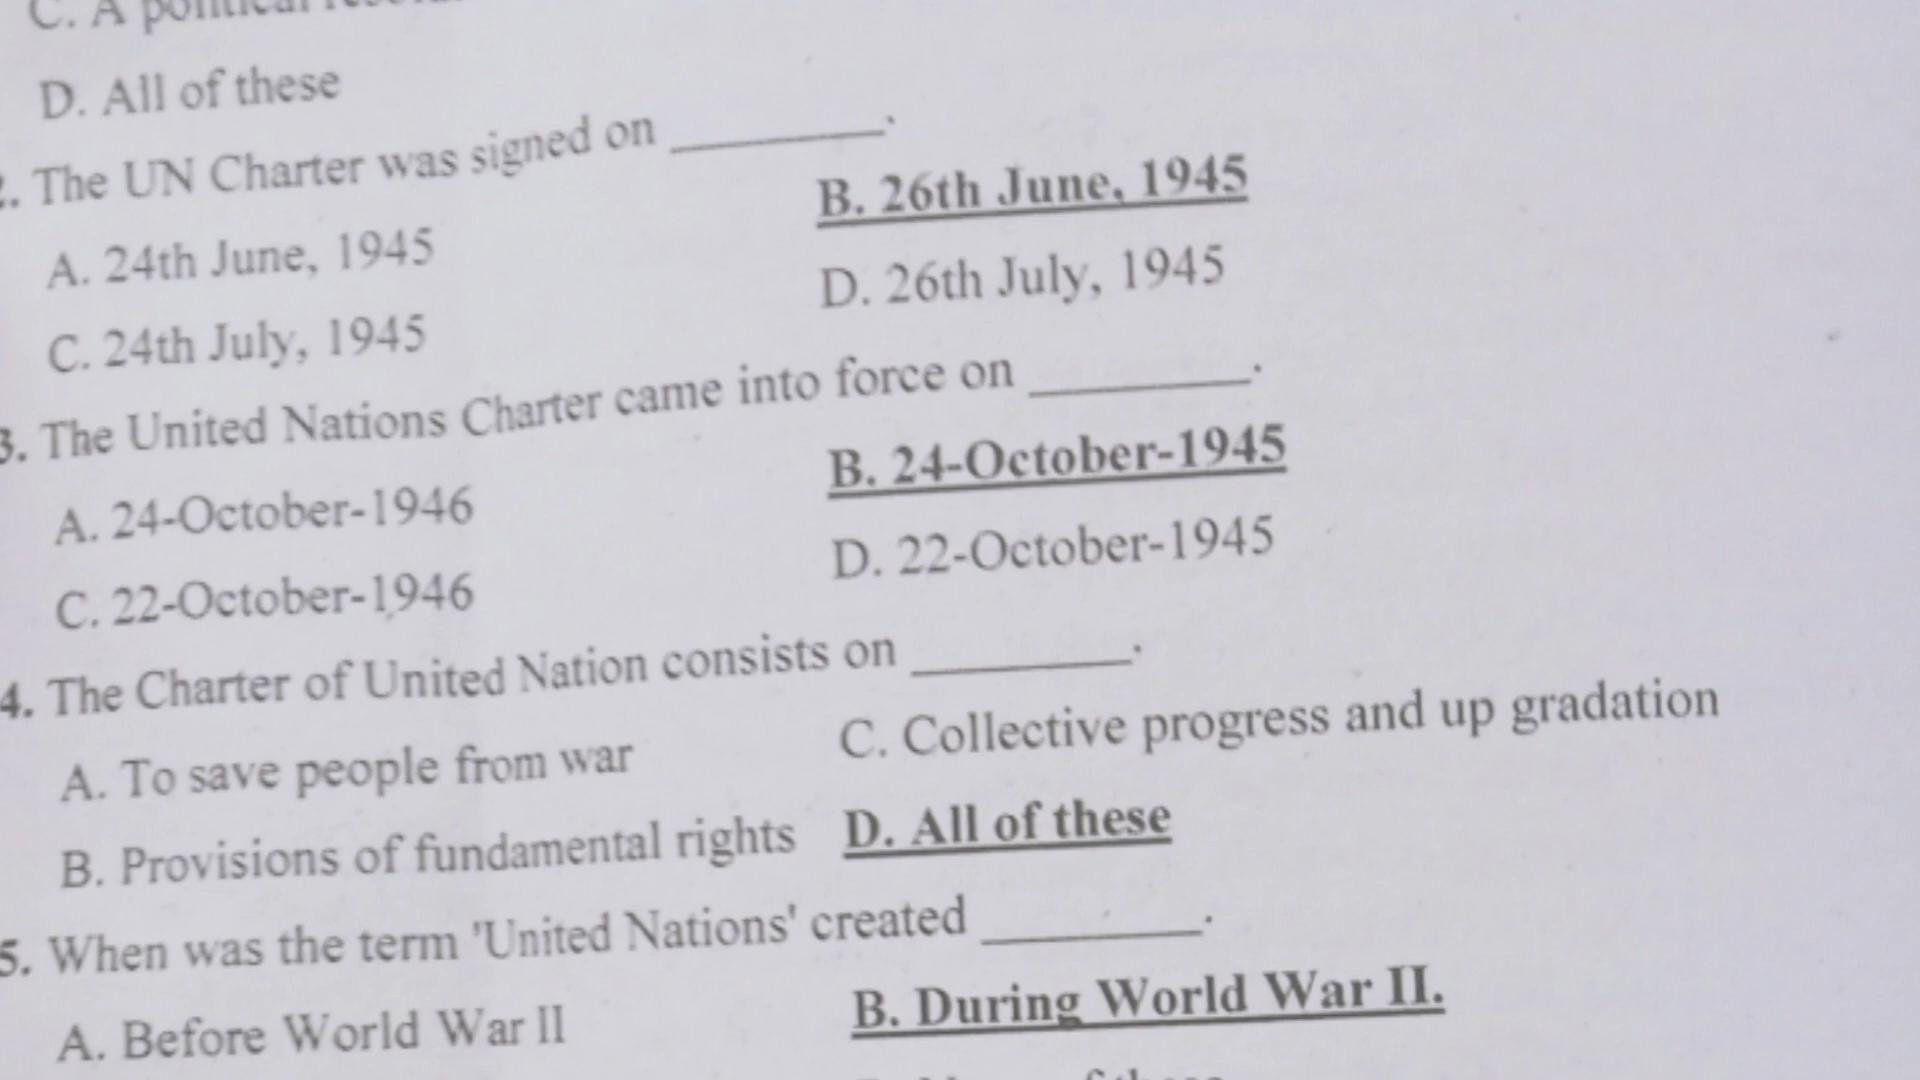 C. A political
D. All of these
2. The UN Charter was signed on ________.
A. 24th June, 1945 B. 26th June, 1945
C. 24th July, 1945 D. 26th July, 1945
3. The United Nations Charter came into force on ________.
A. 24-October-1946 B. 24-October-1945
C. 22-October-1946 D. 22-October-1945
4. The Charter of United Nation consists on ________.
A. To save people from war C. Collective progress and up gradation
B. Provisions of fundamental rights D. All of these
5. When was the term 'United Nations' created ________.
A. Before World War II B. During World War II.